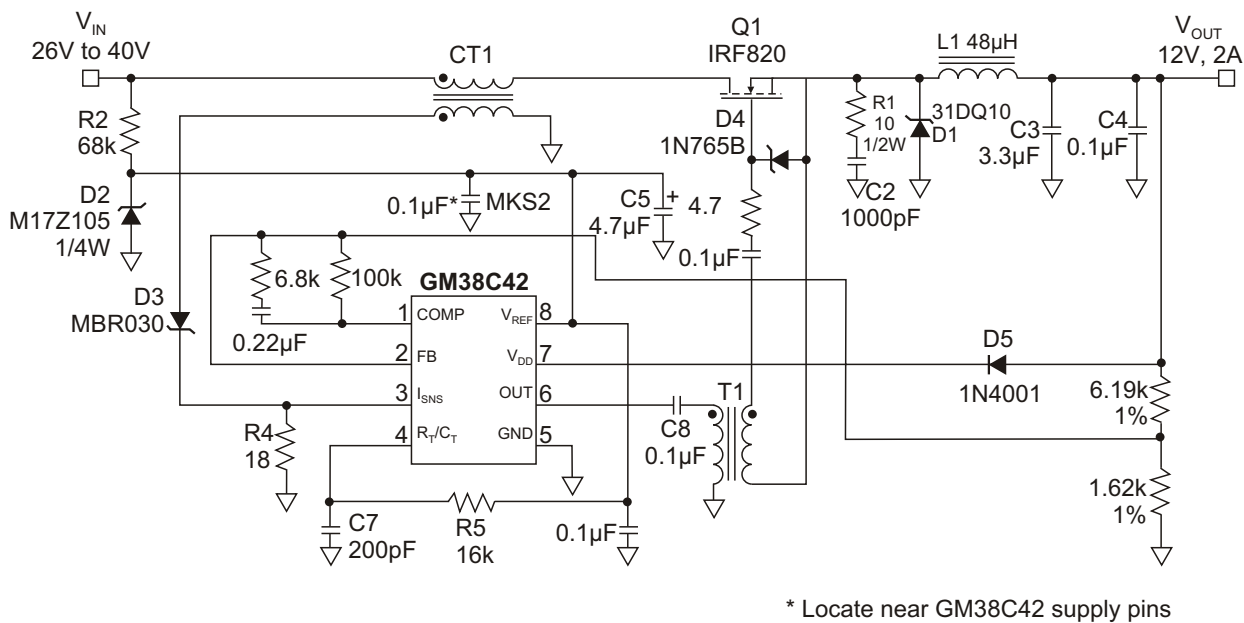 V_IN
26V to 40V
CT1
Q1
IRF820
L1 48µH
V_OUT
12V, 2A
R2
68k
D4
1N765B
R1
10
1/2W
31DQ10
D1
C3
3.3µF
C4
0.1µF
C2
1000pF
D2
M17Z105
1/4W
0.1µF*
MKS2
C5
+
4.7µF
4.7
0.1µF
6.8k
100k
0.22µF
D3
MBR030
GM38C42
1
COMP
V_REF
8
2
FB
V_DD
7
3
I_SNS
OUT
6
4
R_T/C_T
GND
5
D5
1N4001
T1
C8
0.1µF
6.19k
1%
1.62k
1%
R4
18
C7
200pF
R5
16k
0.1µF
* Locate near GM38C42 supply pins